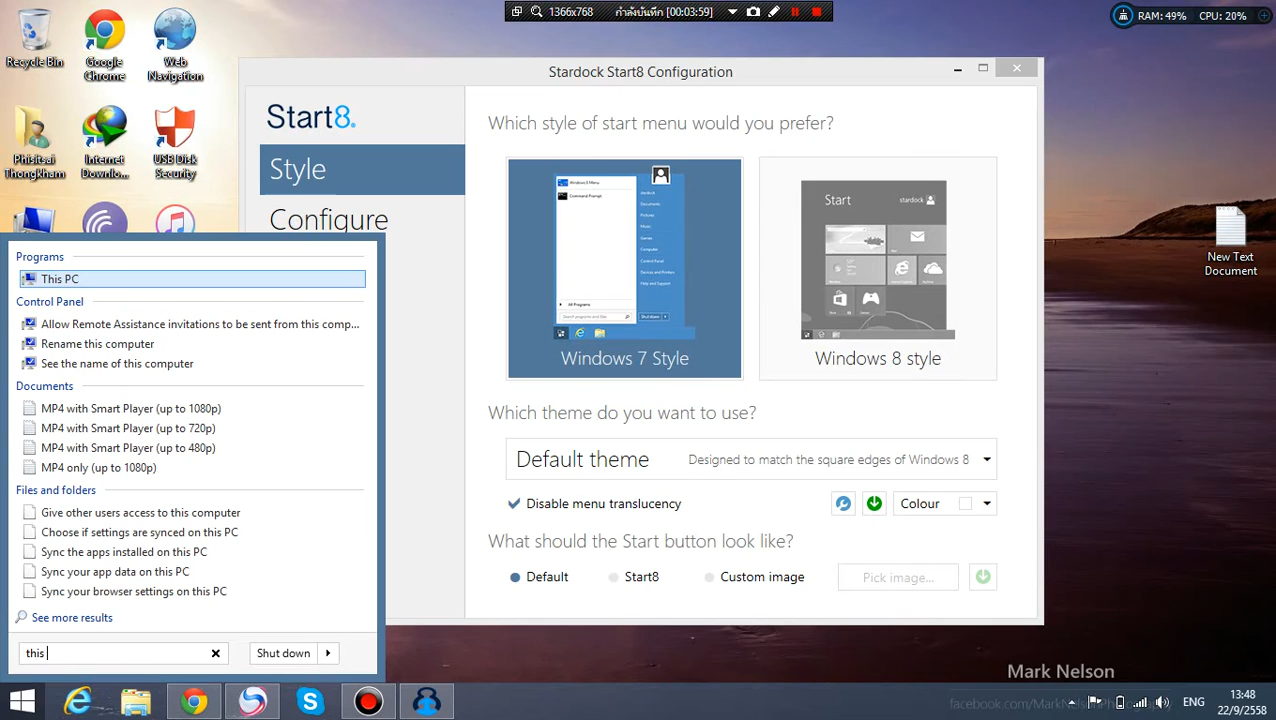 1366x768 กำลังบันทึก [00:03:59]
RAM: 49% CPU: 20%
Recycle Bin
Google
Chrome
Web
Navigation
Phisitsai
Thongkham
Internet
Downlo...
USB Disk
Security
New Text
Document
Stardock Start8 Configuration
Start8.
Style
Configure
Which style of start menu would you prefer?
Windows 7 Style
Start
stardock
Windows 8 style
Which theme do you want to use?
Default theme Designed to match the square edges of Windows 8
Disable menu translucency
Colour
What should the Start button look like?
Default Start8 Custom image Pick image...
Programs
This PC
Control Panel
Allow Remote Assistance invitations to be sent from this comp...
Rename this computer
See the name of this computer
Documents
MP4 with Smart Player (up to 1080p)
MP4 with Smart Player (up to 720p)
MP4 with Smart Player (up to 480p)
MP4 only (up to 1080p)
Files and folders
Give other users access to this computer
Choose if settings are synced on this PC
Sync the apps installed on this PC
Sync your app data on this PC
Sync your browser settings on this PC
See more results
this
Shut down
Mark Nelson
ENG
13:48
22/9/2558